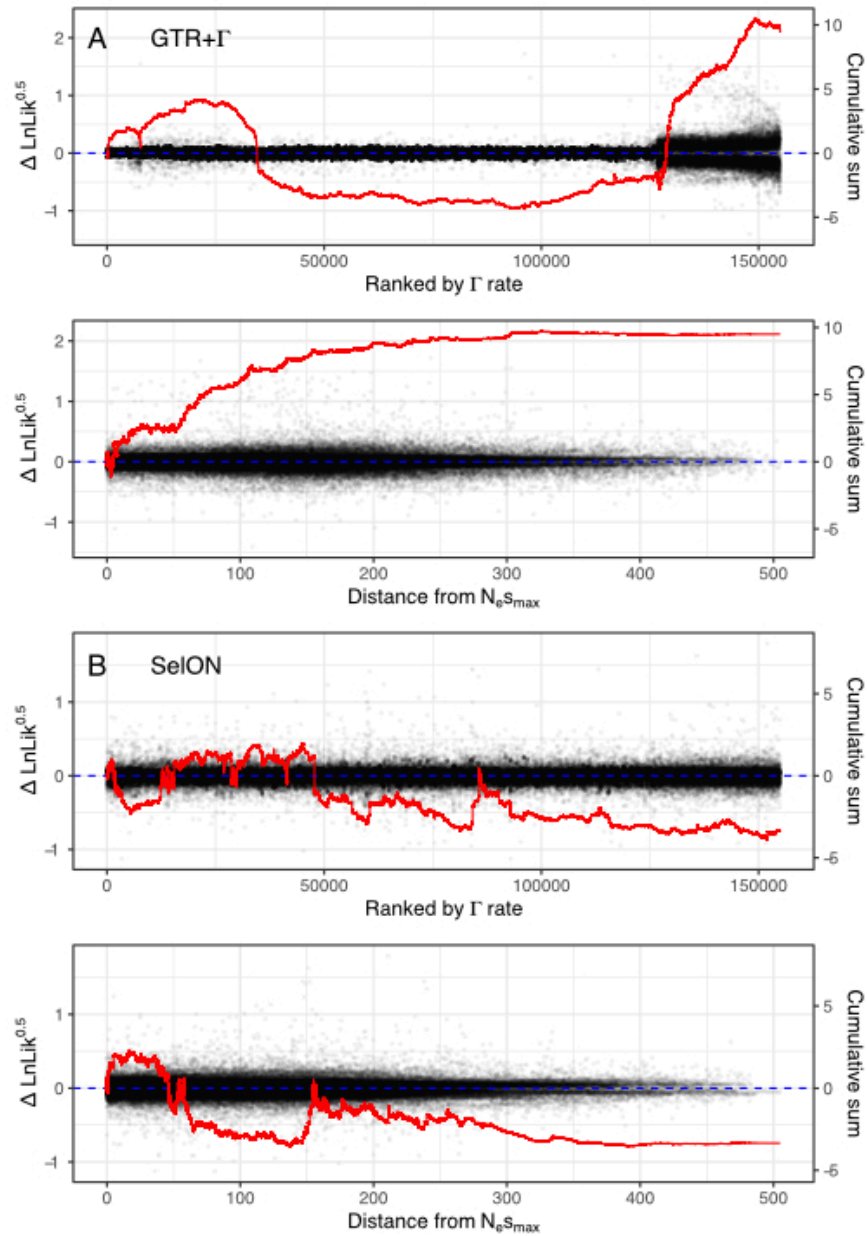 A GTR+Γ
Δ LnLik^0.5
2
1
0
–1
10
5
0
–5
Cumulative sum
0 50000 100000 150000
Ranked by Γ rate
Δ LnLik^0.5
2
1
0
–1
10
5
0
–5
Cumulative sum
0 100 200 300 400 500
Distance from Nₑsₘₐₓ
B SelON
Δ LnLik^0.5
1
0
–1
5
0
–5
Cumulative sum
0 50000 100000 150000
Ranked by Γ rate
Δ LnLik^0.5
1
0
–1
5
0
–5
Cumulative sum
0 100 200 300 400 500
Distance from Nₑsₘₐₓ